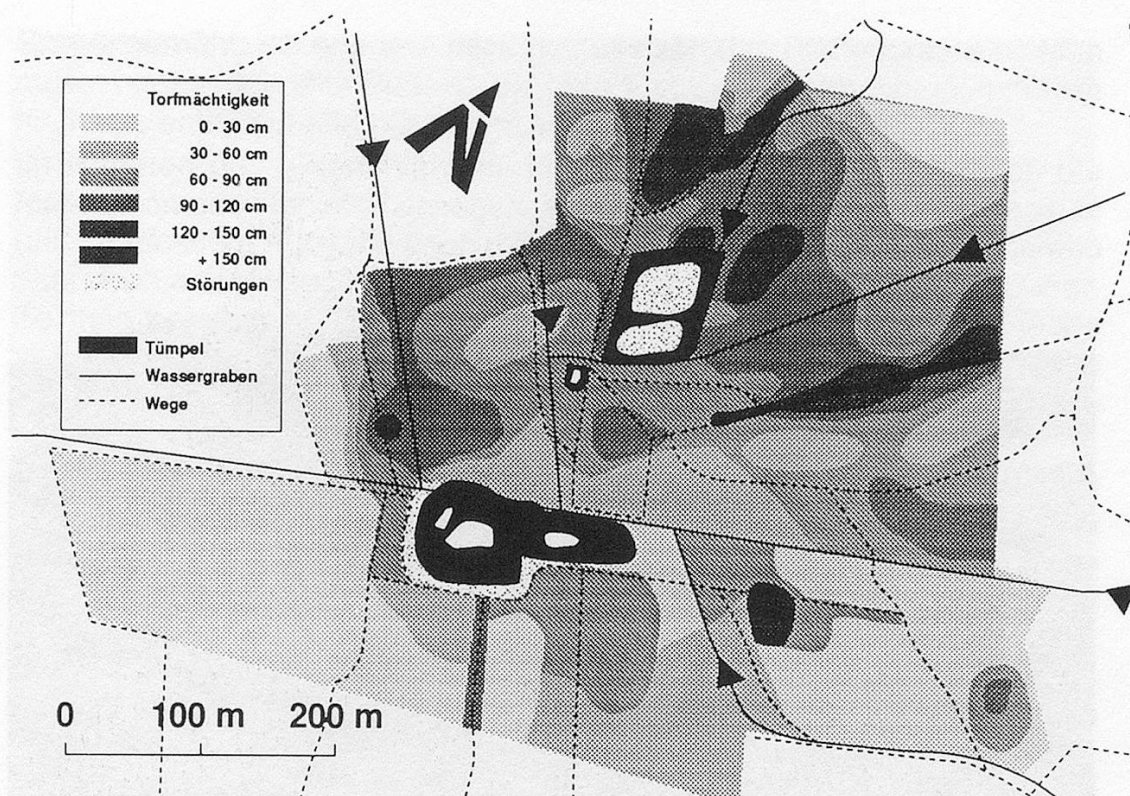 Torfmächtigkeit
0 - 30 cm
30 - 60 cm
60 - 90 cm
90 - 120 cm
120 - 150 cm
+ 150 cm
Störungen
Tümpel
Wassergraben
Wege
N
0 100 m 200 m